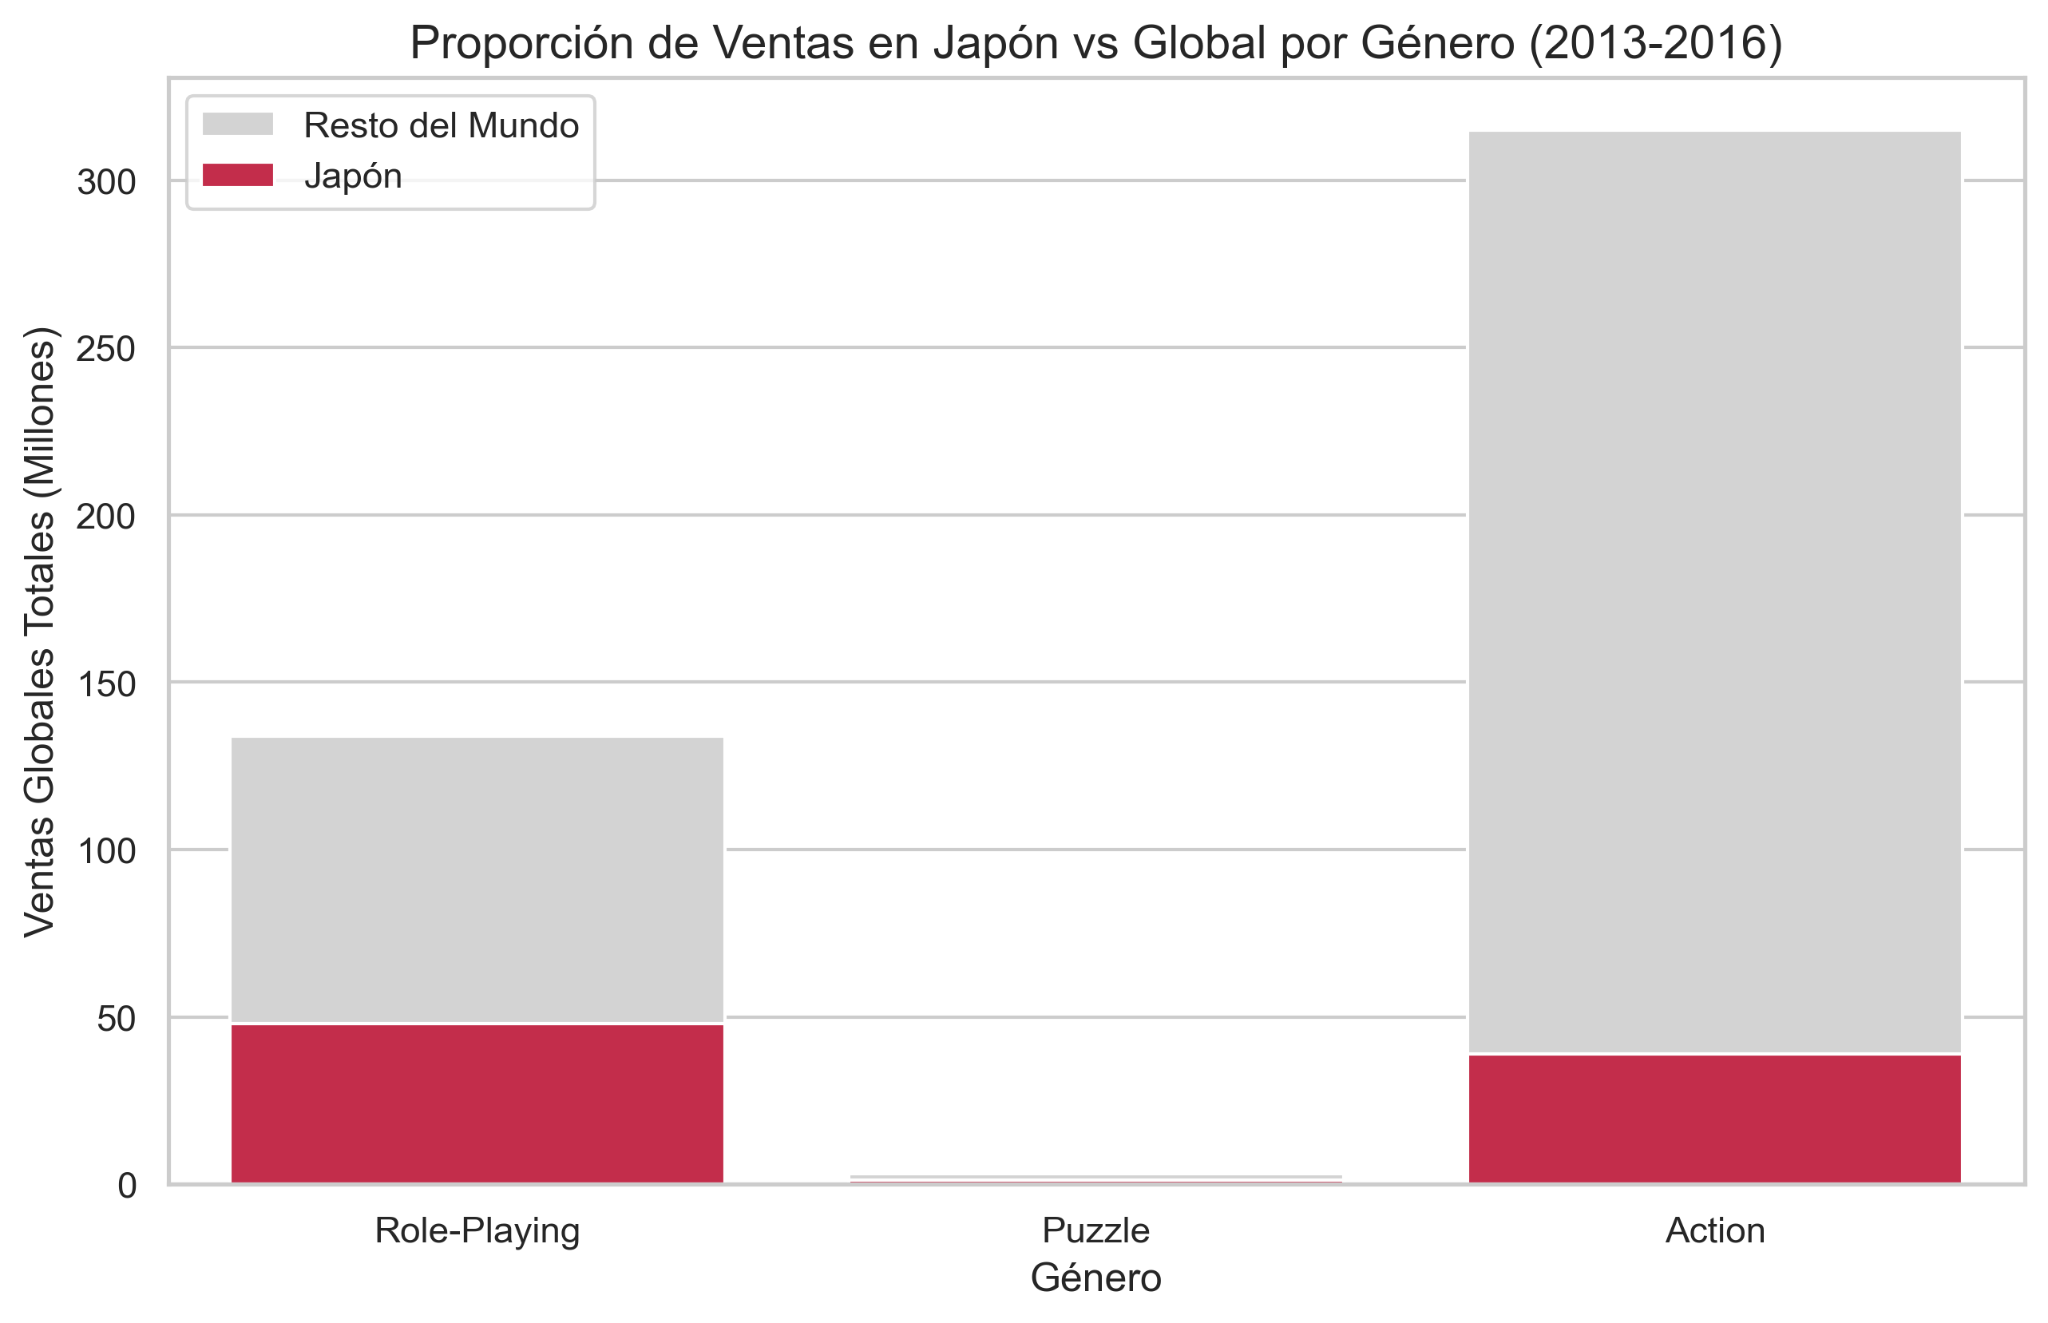 Proporción de Ventas en Japón vs Global por Género (2013-2016)
Resto del Mundo
Japón
Ventas Globales Totales (Millones)
300
250
200
150
100
50
0
Role-Playing
Puzzle
Action
Género